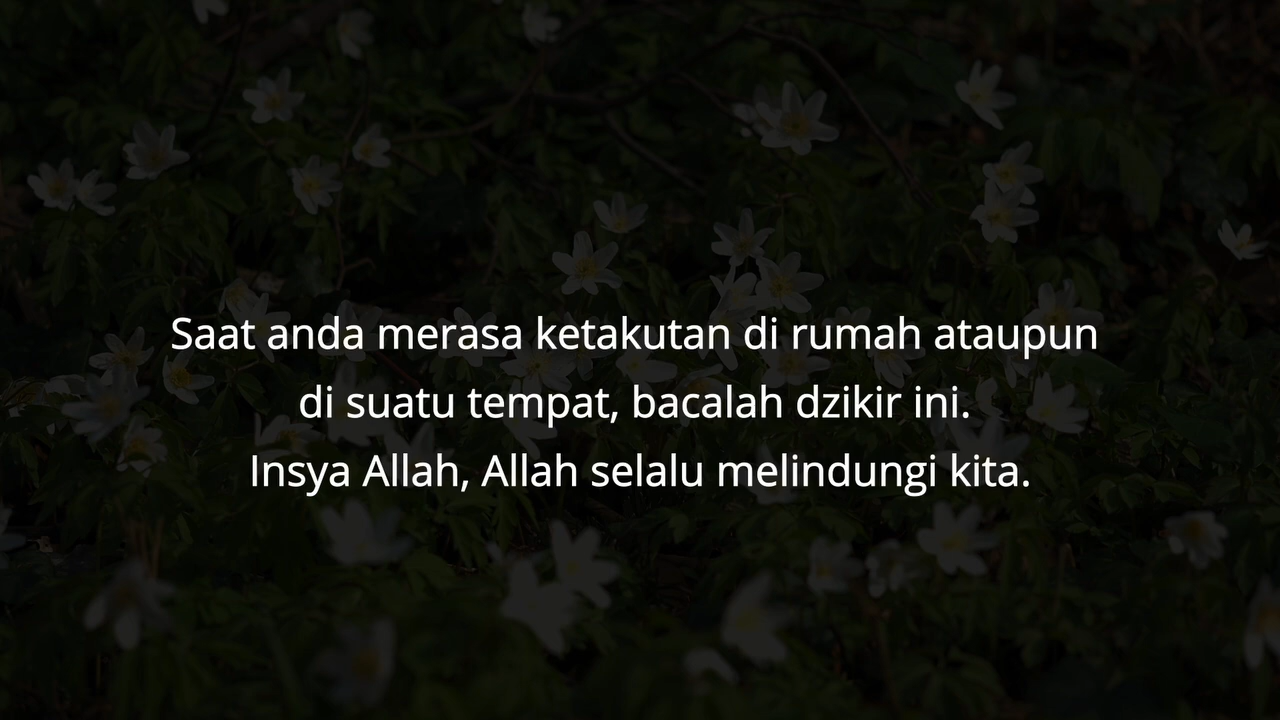 Saat anda merasa ketakutan di rumah ataupun
di suatu tempat, bacalah dzikir ini.
Insya Allah, Allah selalu melindungi kita.